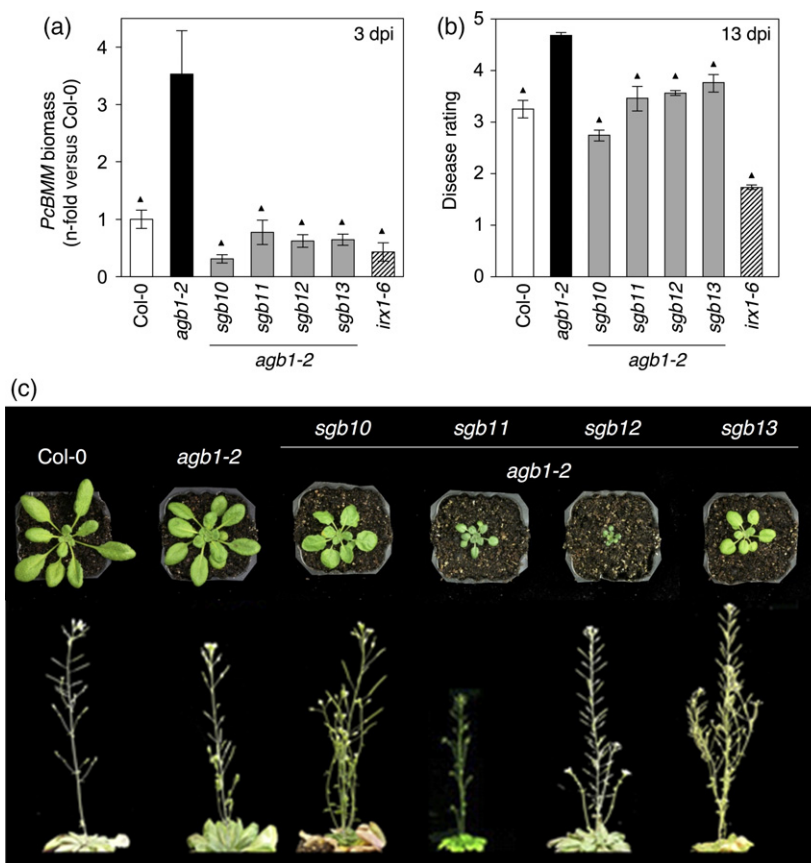 (a)
3 dpi
PcBMM biomass
(n-fold versus Col-0)
4
3
2
1
0
Col-0
agb1-2
sgb10
sgb11
sgb12
sgb13
irx1-6
agb1-2
(b)
13 dpi
Disease rating
5
4
3
2
1
0
Col-0
agb1-2
sgb10
sgb11
sgb12
sgb13
irx1-6
agb1-2
(c)
sgb10 sgb11 sgb12 sgb13
Col-0 agb1-2
agb1-2